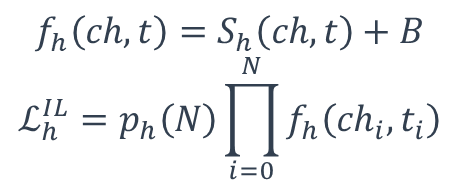 f_h(ch, t) = S_h(ch, t) + B
ℒ_h^{IL} = p_h(N) ∏_{i=0}^{N} f_h(ch_i, t_i)